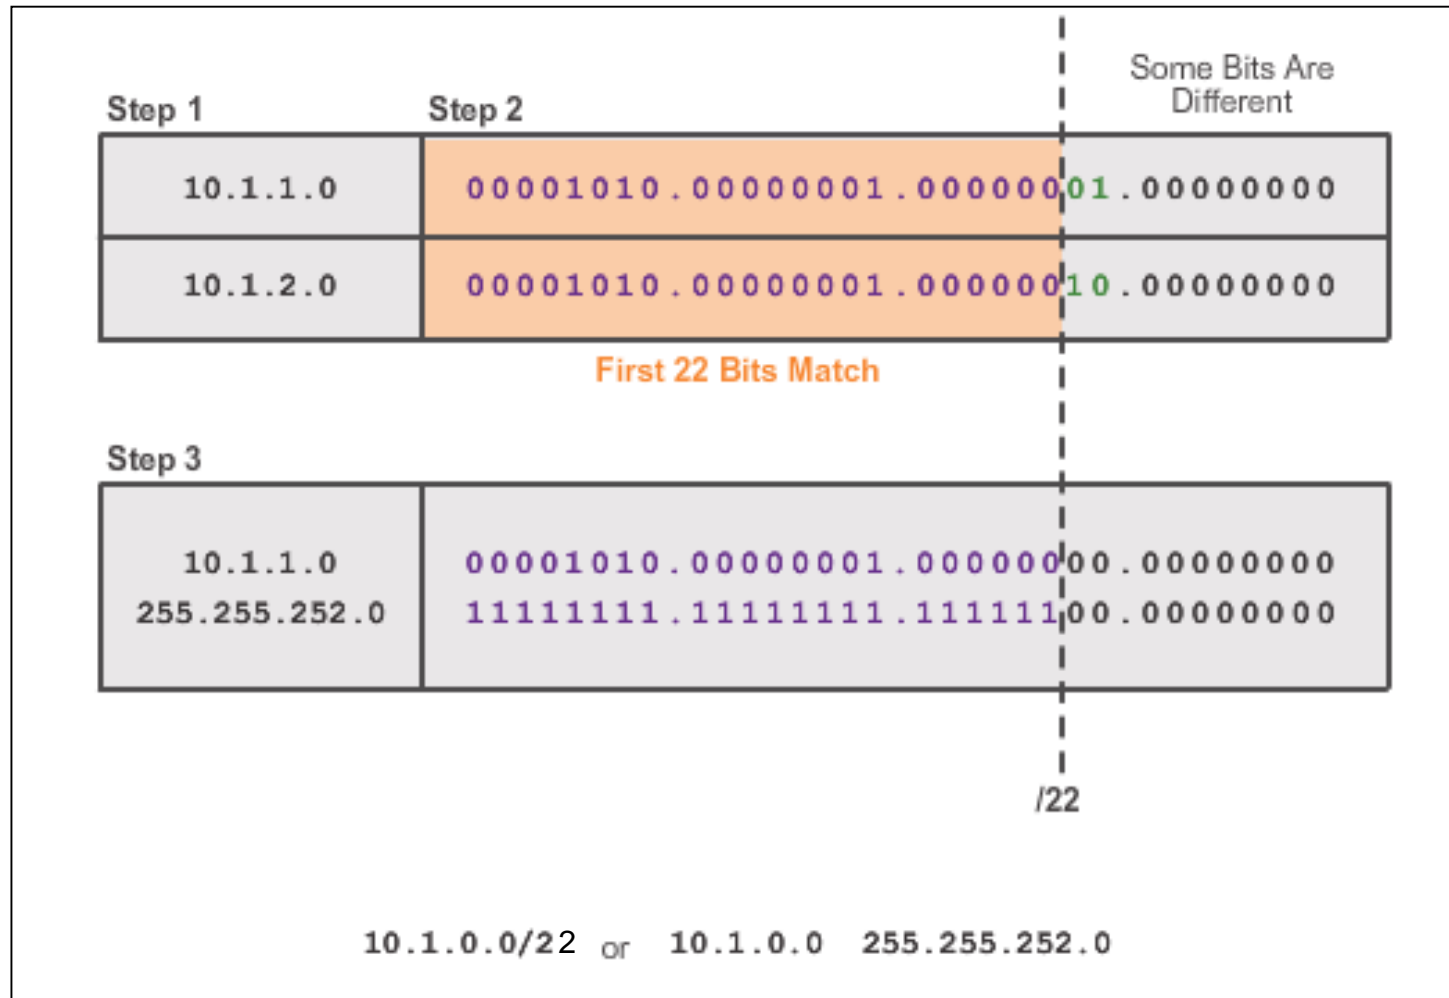 Some Bits Are
Different
Step 1 Step 2
10.1.1.0 00001010.00000001.00000001.00000000
10.1.2.0 00001010.00000001.00000010.00000000
First 22 Bits Match
Step 3
10.1.1.0 00001010.00000001.00000000.00000000
255.255.252.0 11111111.11111111.11111100.00000000
/22
10.1.0.0/22 or 10.1.0.0 255.255.252.0